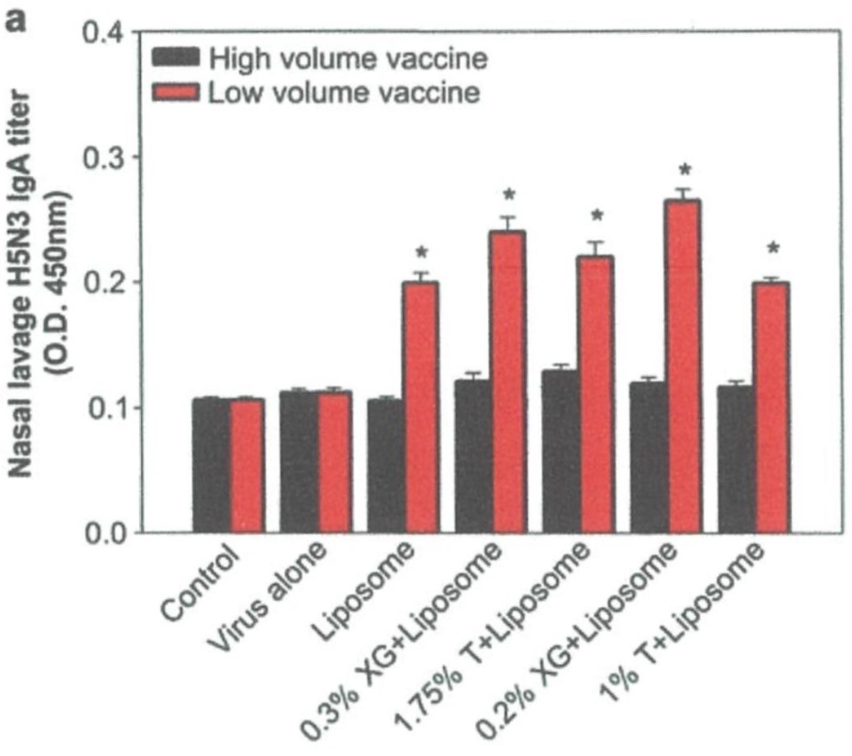 a
High volume vaccine
Low volume vaccine
Nasal lavage H5N3 IgA titer
(O.D. 450nm)
0.4
0.3
0.2
0.1
0.0
* * * * *
Control
Virus alone
Liposome
0.3% XG+Liposome
1.75% T+Liposome
0.2% XG+Liposome
1% T+Liposome